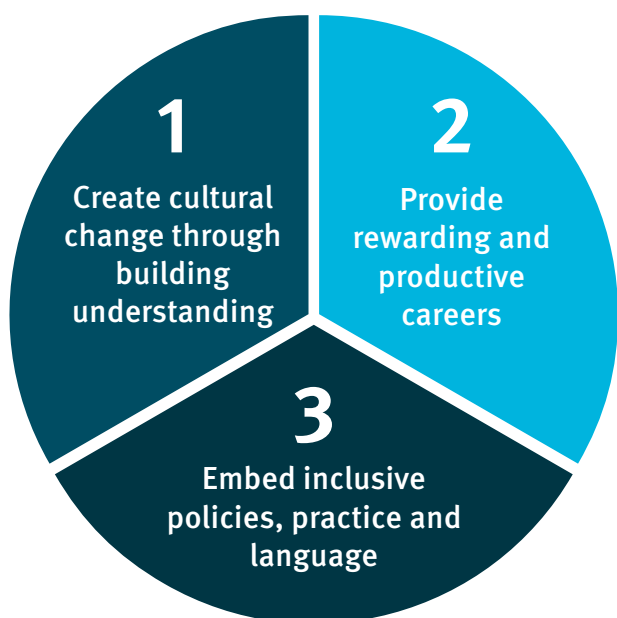 1
Create cultural
change through
building
understanding
2
Provide
rewarding and
productive
careers
3
Embed inclusive
policies, practice and
language